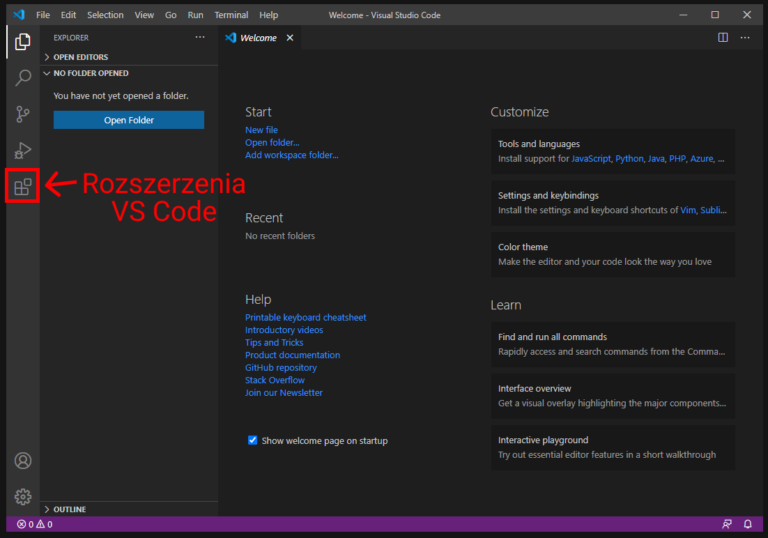 File Edit Selection View Go Run Terminal Help
Welcome - Visual Studio Code
EXPLORER
Welcome
OPEN EDITORS
NO FOLDER OPENED
You have not yet opened a folder.
Open Folder
Rozszerzenia
VS Code
OUTLINE
Start
New file
Open folder...
Add workspace folder...
Recent
No recent folders
Help
Printable keyboard cheatsheet
Introductory videos
Tips and Tricks
Product documentation
GitHub repository
Stack Overflow
Join our Newsletter
Show welcome page on startup
Customize
Tools and languages
Install support for JavaScript, Python, Java, PHP, Azure, ...
Settings and keybindings
Install the settings and keyboard shortcuts of Vim, Subli...
Color theme
Make the editor and your code look the way you love
Learn
Find and run all commands
Rapidly access and search commands from the Comma...
Interface overview
Get a visual overlay highlighting the major components...
Interactive playground
Try out essential editor features in a short walkthrough
0 0